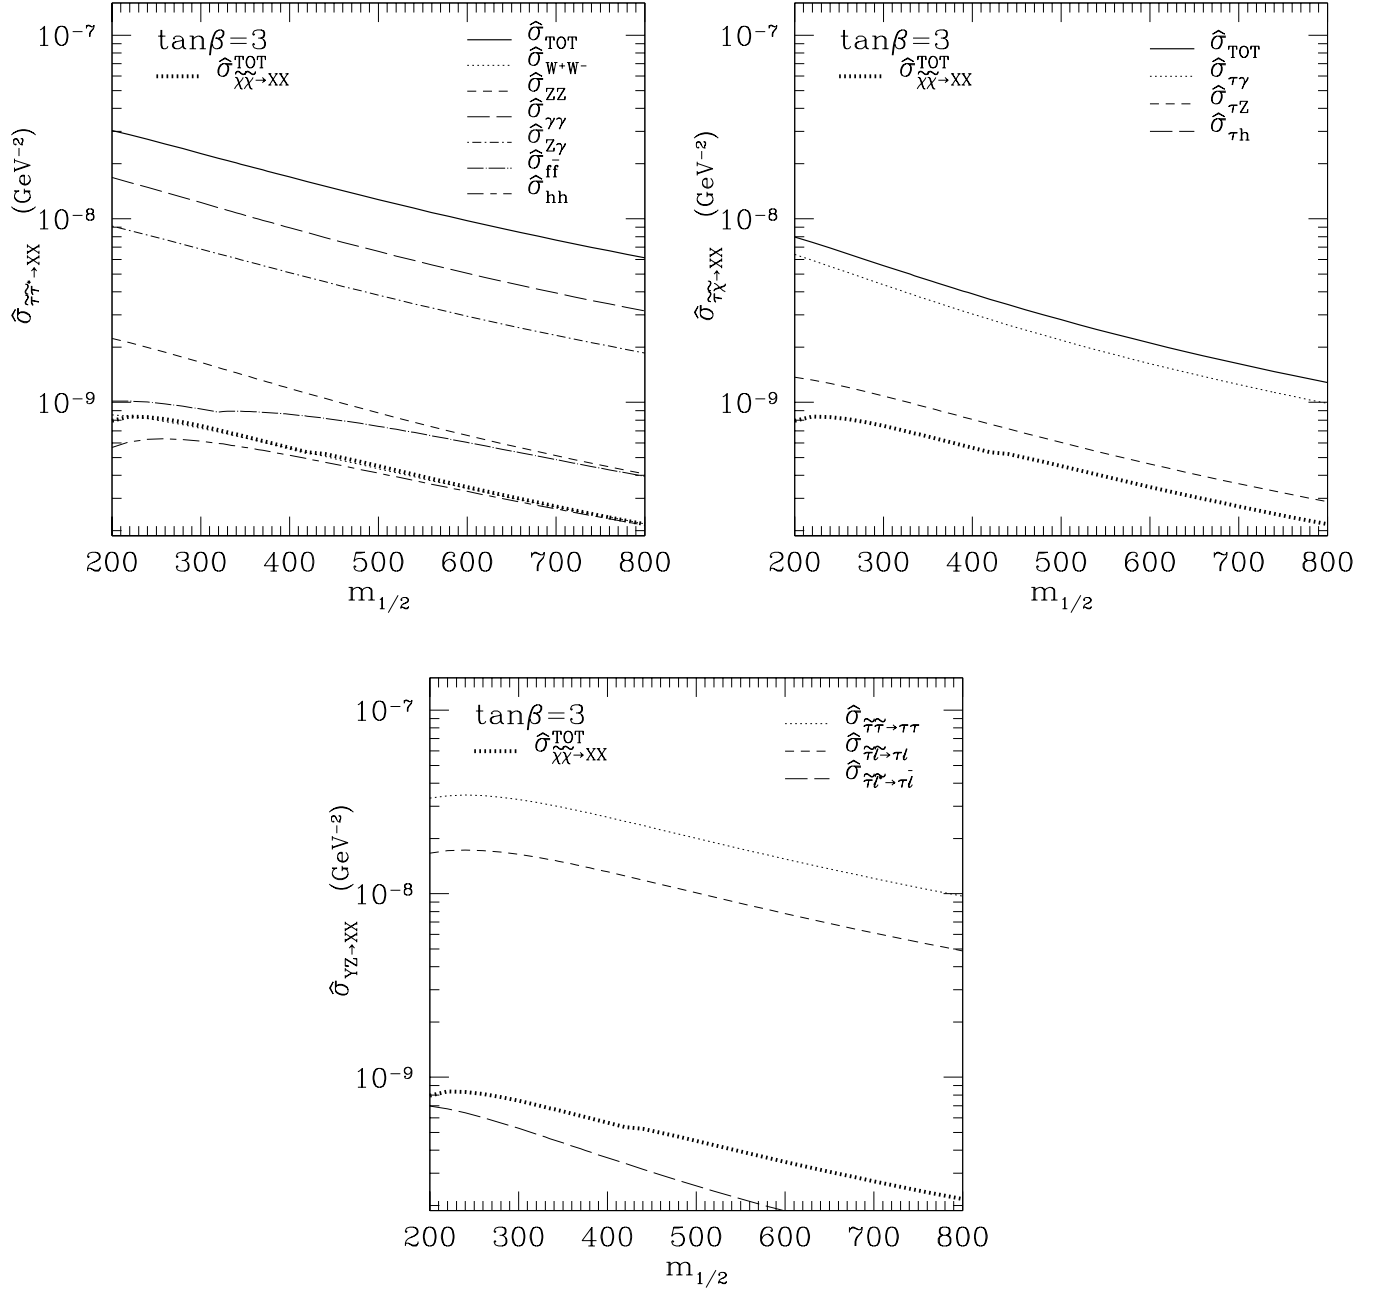 tanβ=3
σ̂^TOT_χ̃χ̃→XX
σ̂_TOT
σ̂_W⁺W⁻
σ̂_ZZ
σ̂_γγ
σ̂_Zγ
σ̂_ff̄
σ̂_hh
10⁻⁷
10⁻⁸
10⁻⁹
σ̂_τ̃τ̃*→XX (GeV⁻²)
200 300 400 500 600 700 800
m_1/2
tanβ=3
σ̂^TOT_χ̃χ̃→XX
σ̂_TOT
σ̂_τγ
σ̂_τZ
σ̂_τh
10⁻⁷
10⁻⁸
10⁻⁹
σ̂_τ̃χ̃→XX (GeV⁻²)
200 300 400 500 600 700 800
m_1/2
tanβ=3
σ̂^TOT_χ̃χ̃→XX
σ̂_τ̃τ̃→ττ
σ̂_τ̃l̃→τl
σ̂_τ̃l̃*→τl̄
10⁻⁷
10⁻⁸
10⁻⁹
σ̂_YZ→XX (GeV⁻²)
200 300 400 500 600 700 800
m_1/2